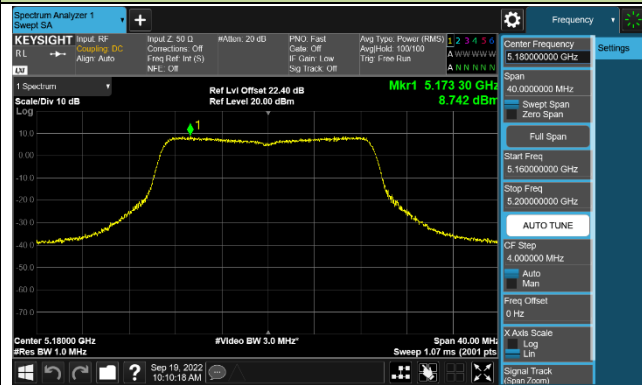 Spectrum Analyzer 1
Swept SA
+
Frequency
KEYSIGHT
RL
LXI
Input: RF
Coupling: DC
Align: Auto
Input Z: 50 Ω
Corrections: Off
Freq Ref: Int (S)
NFE: Off
#Atten: 20 dB
PNO: Fast
Gate: Off
IF Gain: Low
Sig Track: Off
Avg Type: Power (RMS)
Avg|Hold: 100/100
Trig: Free Run
1 2 3 4 5 6
A W W W W W
A N N N N N
1 Spectrum
Scale/Div 10 dB
Log
Ref Lvl Offset 22.40 dB
Ref Level 20.00 dBm
Mkr1 5.173 30 GHz
8.742 dBm
1
10.0
0.00
-10.0
-20.0
-30.0
-40.0
-50.0
-60.0
-70.0
Center 5.18000 GHz
#Res BW 1.0 MHz
#Video BW 3.0 MHz*
Span 40.00 MHz
Sweep 1.07 ms (2001 pts)
Sep 19, 2022
10:10:18 AM
?
Center Frequency
5.180000000 GHz
Settings
Span
40.0000000 MHz
Swept Span
Zero Span
Full Span
Start Freq
5.160000000 GHz
Stop Freq
5.200000000 GHz
AUTO TUNE
CF Step
4.000000 MHz
Auto
Man
Freq Offset
0 Hz
X Axis Scale
Log
Lin
Signal Track
(Span Zoom)